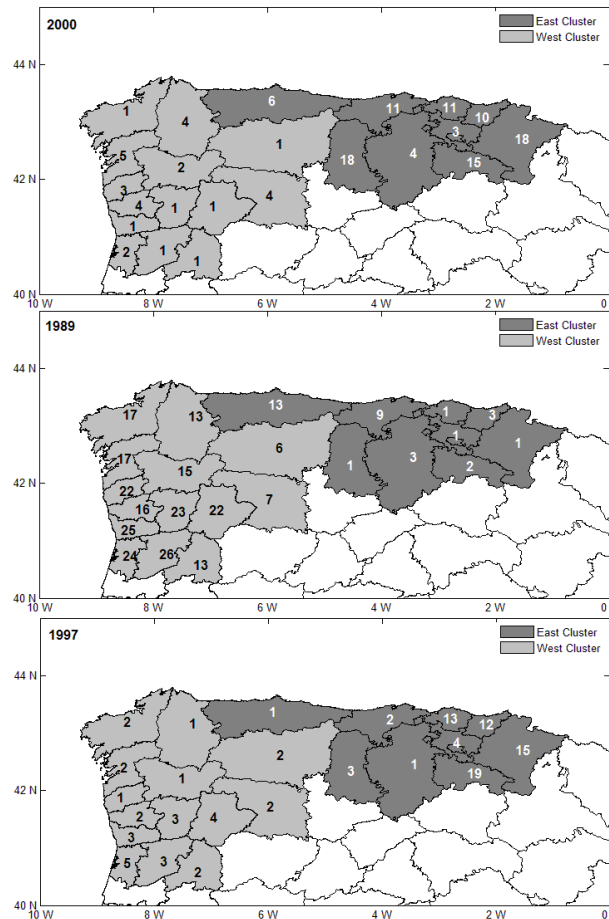 2000
East Cluster
West Cluster
44 N
6 11 11 10
1 4 3 18
1
5 18 4 15
2
42 N
3 4
4 1 1
1
2 1 1
40 N
10 W 8 W 6 W 4 W 2 W 0
1989
East Cluster
West Cluster
44 N
13 9 1 3
17 13 1 1
6
17 1 3 2
15
42 N
22 7
16 23 22
25
24 26 13
40 N
10 W 8 W 6 W 4 W 2 W 0
1997
East Cluster
West Cluster
44 N
1 2 13 12
2 1 4 15
2
2 3 1 19
1
42 N
1 2
2 3 4
3
5 3 2
40 N
10 W 8 W 6 W 4 W 2 W 0